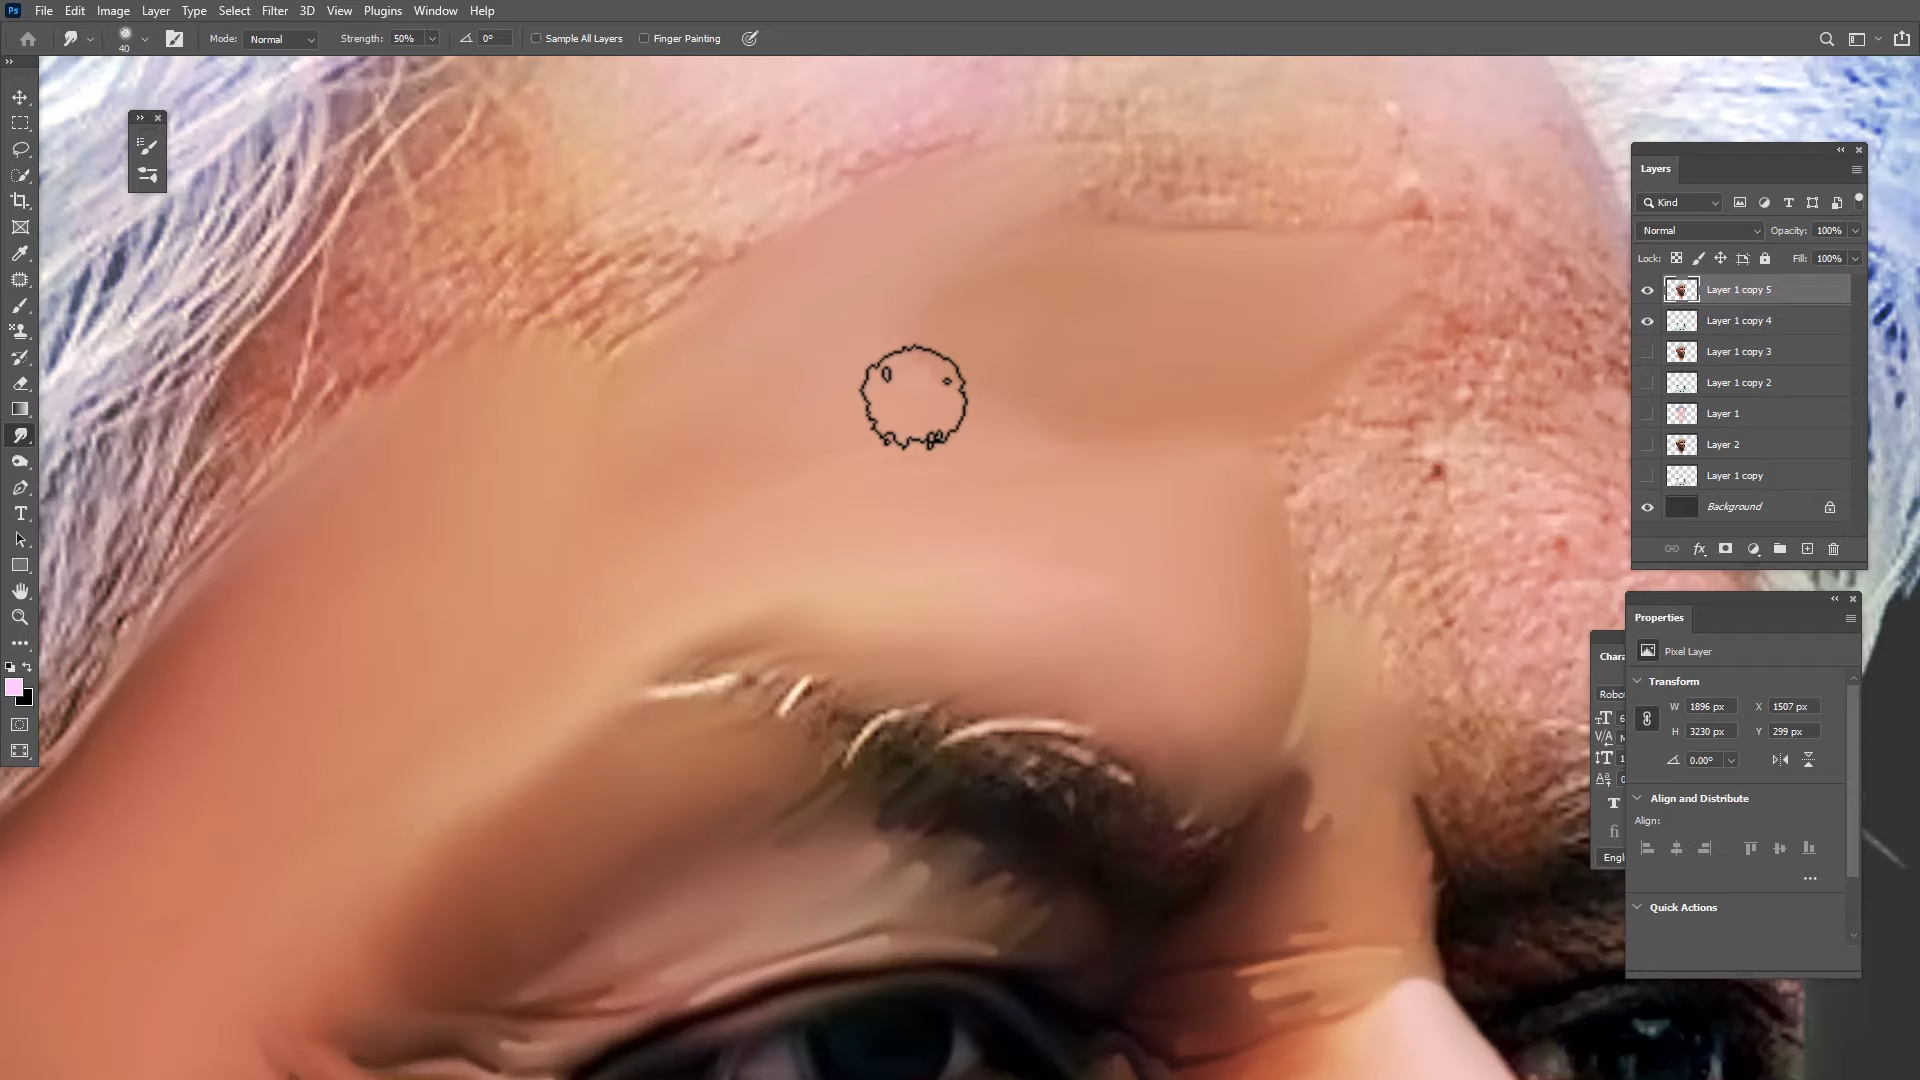 Ps File Edit Image Layer Type Select Filter 3D View Plugins Window Help
40 Mode: Normal Strength: 50% 0° Sample All Layers Finger Painting
Layers
Kind
Normal Opacity: 100%
Lock: Fill: 100%
Layer 1 copy 5
Layer 1 copy 4
Layer 1 copy 3
Layer 1 copy 2
Layer 1
Layer 2
Layer 1 copy
Background
fx
Properties
Pixel Layer
Transform
W 1896 px X 1507 px
H 3230 px Y 299 px
0.00°
Align and Distribute
Align:
Quick Actions
Chara
Robo
6
fi
Engl